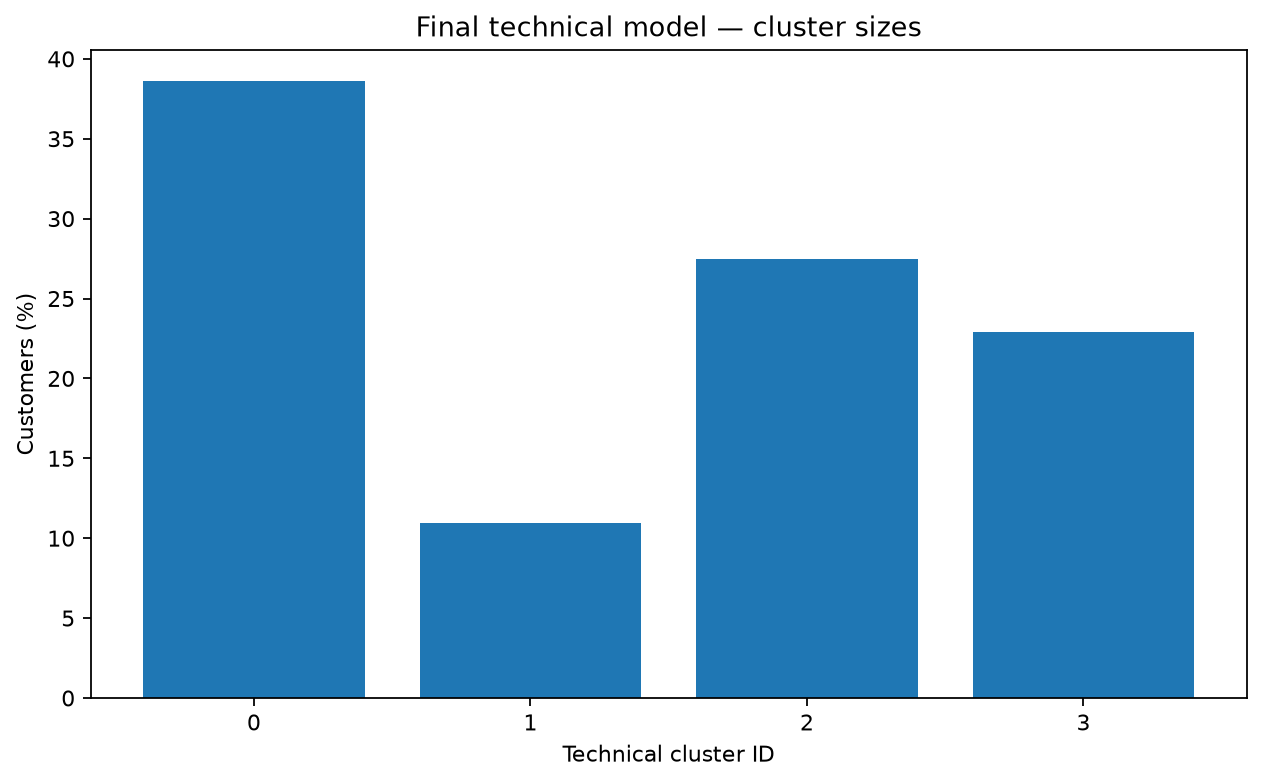 Final technical model — cluster sizes
40
35
30
25
20
15
10
5
0
Customers (%)
0 1 2 3
Technical cluster ID